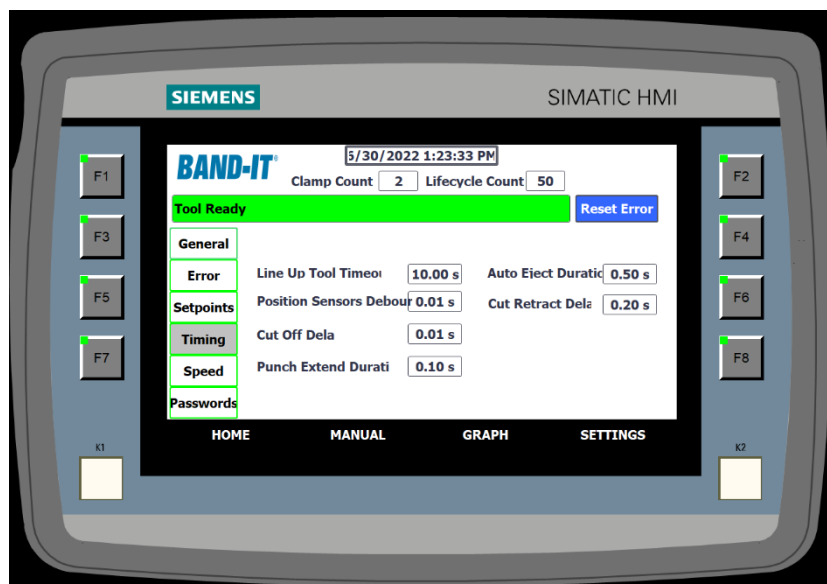 SIEMENS SIMATIC HMI
BAND-IT®
5/30/2022 1:23:33 PM
Clamp Count 2 Lifecycle Count 50
Tool Ready Reset Error
General
Error
Setpoints
Timing
Speed
Passwords
Line Up Tool Timeou 10.00 s Auto Eject Duratic 0.50 s
Position Sensors Debour 0.01 s Cut Retract Dela 0.20 s
Cut Off Dela 0.01 s
Punch Extend Durati 0.10 s
HOME MANUAL GRAPH SETTINGS
F1
F3
F5
F7
K1
F2
F4
F6
F8
K2